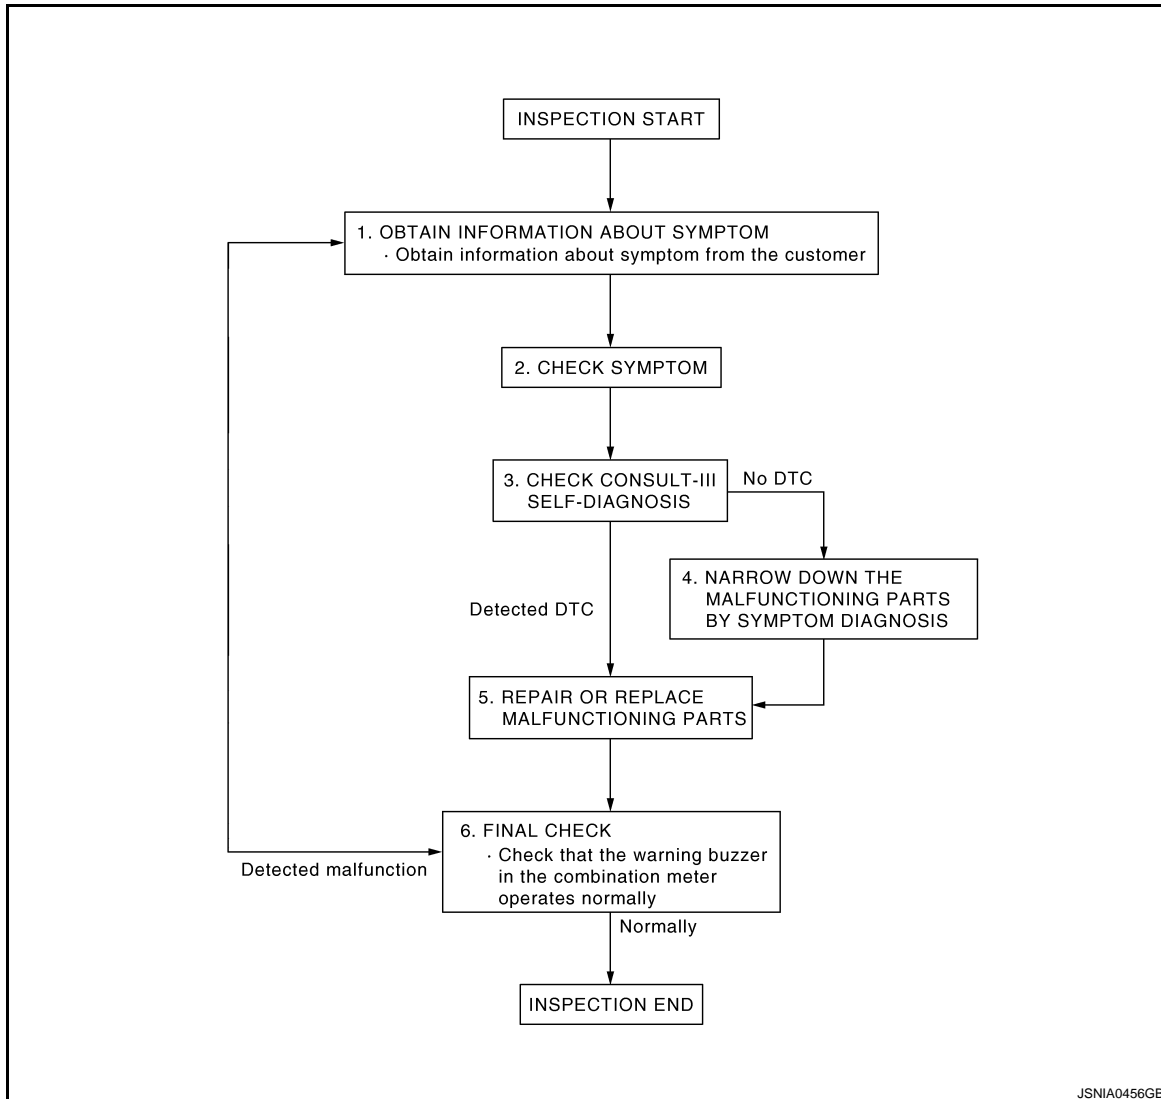 INSPECTION START
1. OBTAIN INFORMATION ABOUT SYMPTOM
· Obtain information about symptom from the customer
2. CHECK SYMPTOM
3. CHECK CONSULT-III
SELF-DIAGNOSIS
No DTC
4. NARROW DOWN THE
MALFUNCTIONING PARTS
BY SYMPTOM DIAGNOSIS
Detected DTC
5. REPAIR OR REPLACE
MALFUNCTIONING PARTS
6. FINAL CHECK
· Check that the warning buzzer
in the combination meter
operates normally
Detected malfunction
Normally
INSPECTION END
JSNIA0456GB